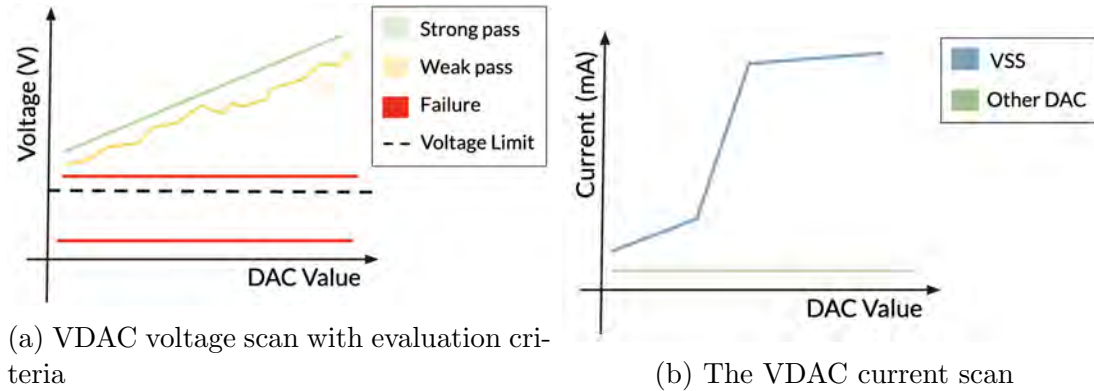 Voltage (V)
Strong pass
Weak pass
Failure
Voltage Limit
DAC Value
(a) VDAC voltage scan with evaluation cri-
teria
Current (mA)
VSS
Other DAC
DAC Value
(b) The VDAC current scan